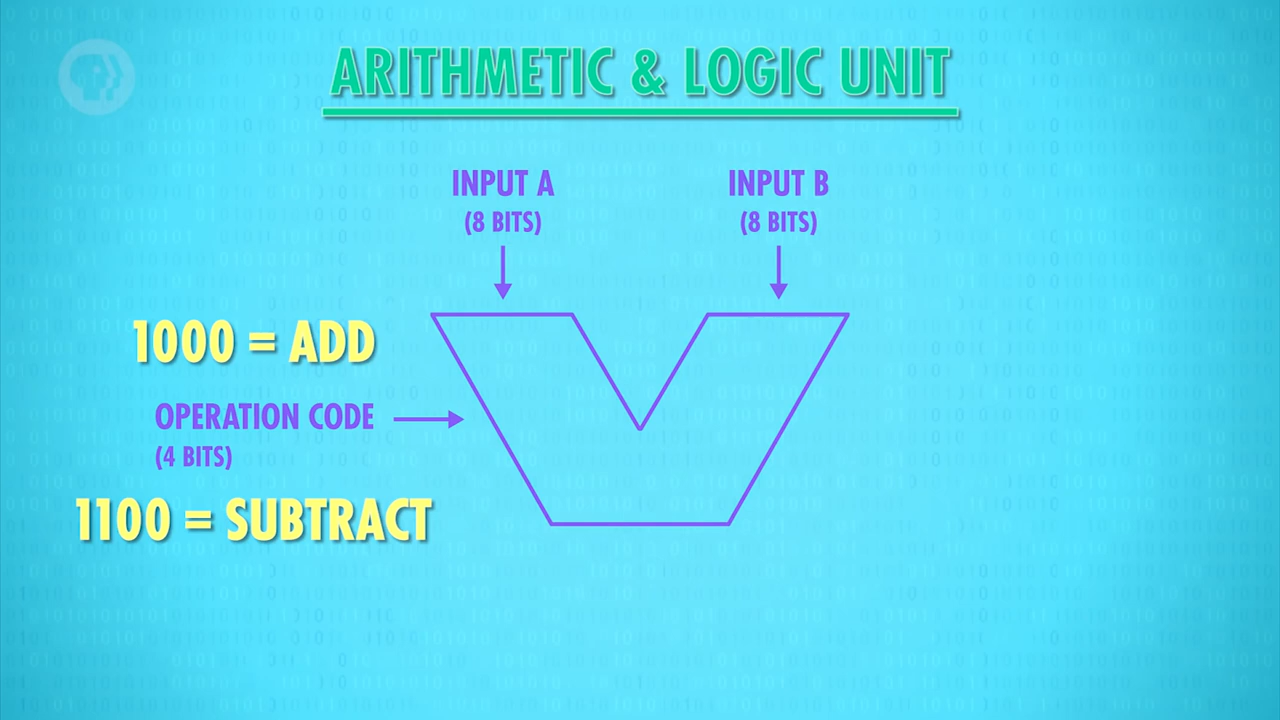 ARITHMETIC & LOGIC UNIT
INPUT A
(8 BITS)
INPUT B
(8 BITS)
1000 = ADD
OPERATION CODE
(4 BITS)
1100 = SUBTRACT